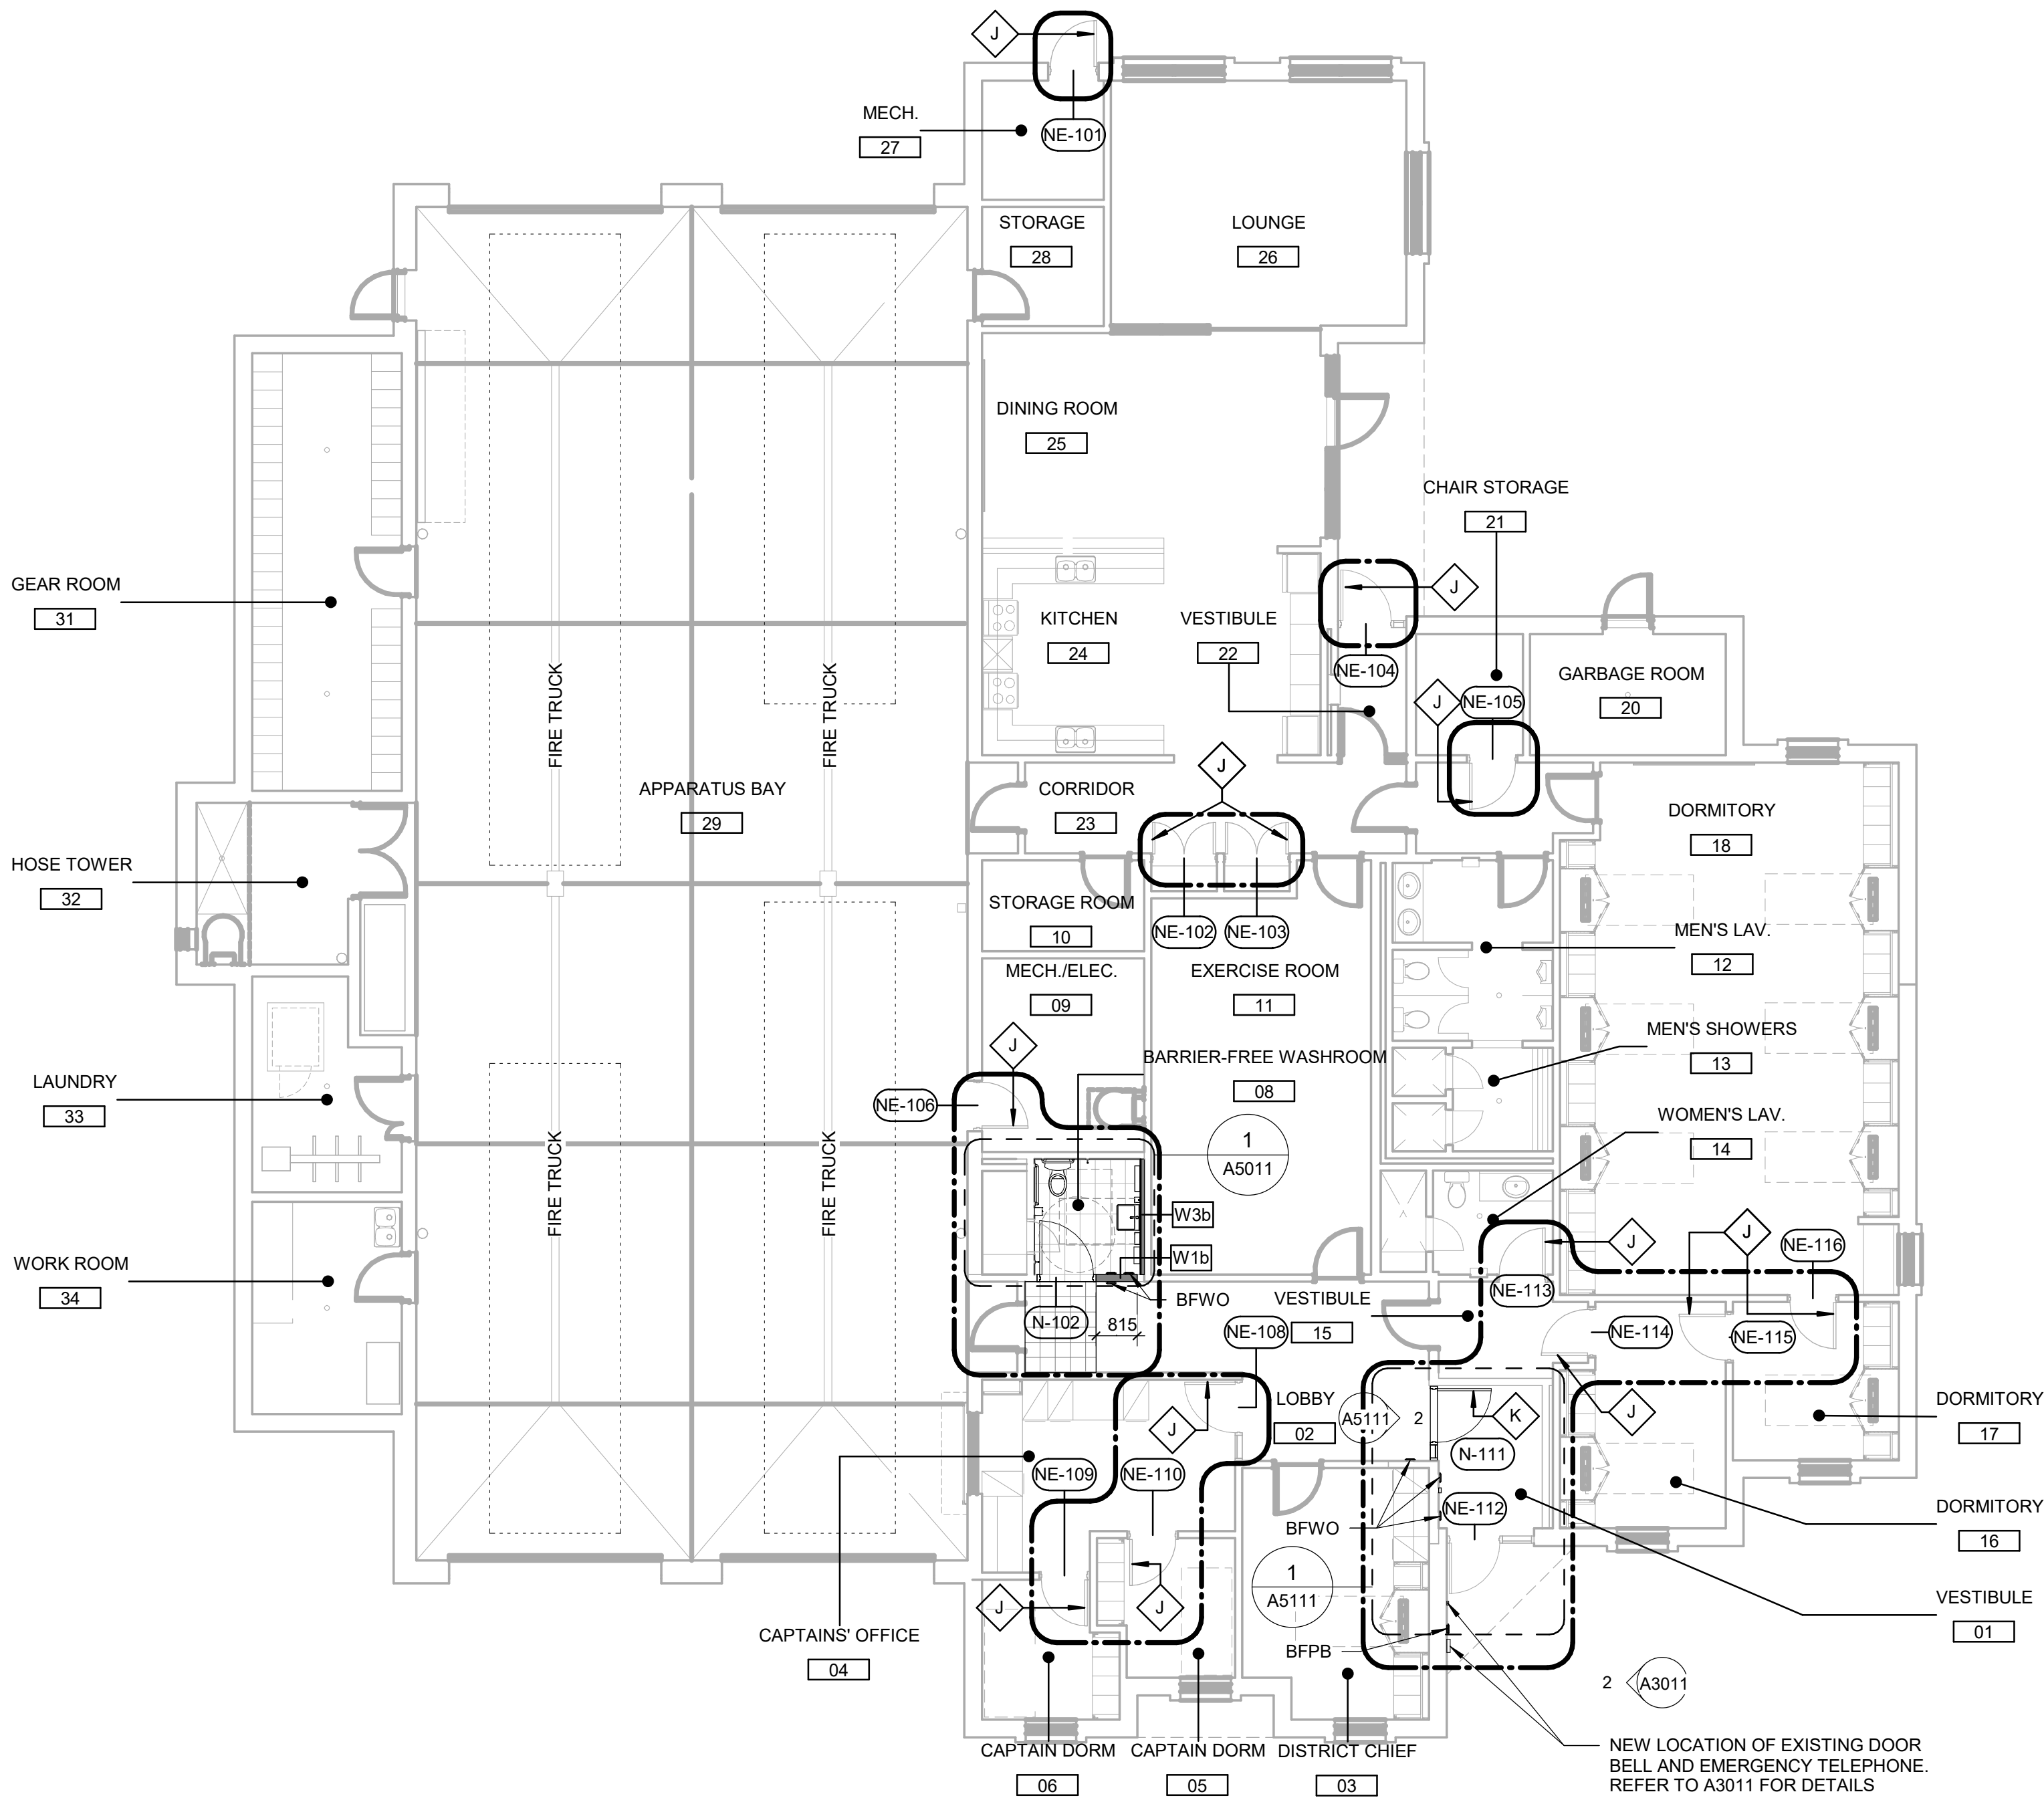 J
NE-101
MECH.
27
STORAGE
28
LOUNGE
26
DINING ROOM
25
CHAIR STORAGE
21
GEAR ROOM
31
KITCHEN
24
VESTIBULE
22
J
NE-104
J
NE-105
GARBAGE ROOM
20
FIRE TRUCK
FIRE TRUCK
APPARATUS BAY
29
CORRIDOR
23
J
DORMITORY
18
HOSE TOWER
32
STORAGE ROOM
10
NE-102
NE-103
MEN'S LAV.
12
MECH./ELEC.
09
EXERCISE ROOM
11
MEN'S SHOWERS
13
J
BARRIER-FREE WASHROOM
08
LAUNDRY
33
NE-106
WOMEN'S LAV.
14
1
A5011
FIRE TRUCK
FIRE TRUCK
W3b
W1b
WORK ROOM
34
J
J
NE-116
NE-113
BFWO
VESTIBULE
15
N-102
815
NE-108
NE-114
NE-115
LOBBY
02
A5111
2
K
J
J
DORMITORY
17
N-111
NE-109
NE-110
NE-112
BFWO
DORMITORY
16
1
A5111
J
J
VESTIBULE
01
CAPTAINS' OFFICE
04
BFPB
2
A3011
CAPTAIN DORM
06
CAPTAIN DORM
05
DISTRICT CHIEF
03
NEW LOCATION OF EXISTING DOOR
BELL AND EMERGENCY TELEPHONE.
REFER TO A3011 FOR DETAILS